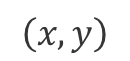 (x, y)